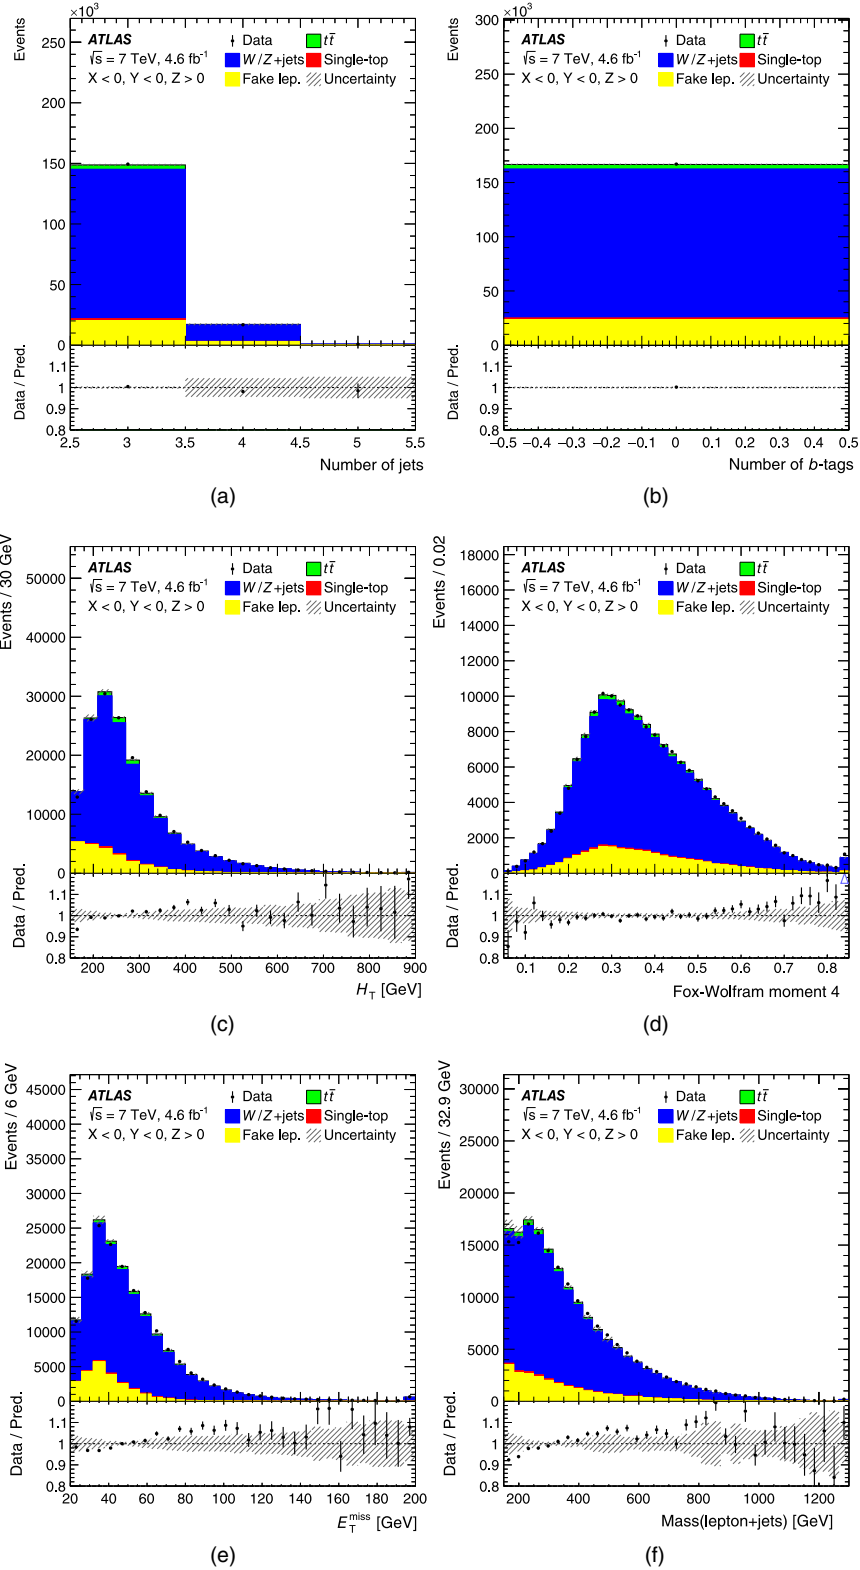 ×10³
Events
270
250
200
150
100
50
0
ATLAS
√s = 7 TeV, 4.6 fb⁻¹
X < 0, Y < 0, Z > 0
Data
W/Z+jets
Fake lep.
tt̄
Single-top
Uncertainty
Data / Pred.
1.1
1
0.9
0.8
2.5 3 3.5 4 4.5 5 5.5
Number of jets
(a)
×10³
Events
300
250
200
150
100
50
0
ATLAS
√s = 7 TeV, 4.6 fb⁻¹
X < 0, Y < 0, Z > 0
Data
W/Z+jets
Fake lep.
tt̄
Single-top
Uncertainty
Data / Pred.
1.1
1
0.9
0.8
−0.5 −0.4 −0.3 −0.2 −0.1 0 0.1 0.2 0.3 0.4 0.5
Number of b-tags
(b)
Events / 30 GeV
50000
40000
30000
20000
10000
0
ATLAS
√s = 7 TeV, 4.6 fb⁻¹
X < 0, Y < 0, Z > 0
Data
W/Z+jets
Fake lep.
tt̄
Single-top
Uncertainty
Data / Pred.
1.1
1
0.9
0.8
200 300 400 500 600 700 800 900
H_T [GeV]
(c)
Events / 0.02
18000
16000
14000
12000
10000
8000
6000
4000
2000
0
ATLAS
√s = 7 TeV, 4.6 fb⁻¹
X < 0, Y < 0, Z > 0
Data
W/Z+jets
Fake lep.
tt̄
Single-top
Uncertainty
Data / Pred.
1.1
1
0.9
0.8
0.1 0.2 0.3 0.4 0.5 0.6 0.7 0.8
Fox-Wolfram moment 4
(d)
Events / 6 GeV
45000
40000
35000
30000
25000
20000
15000
10000
5000
0
ATLAS
√s = 7 TeV, 4.6 fb⁻¹
X < 0, Y < 0, Z > 0
Data
W/Z+jets
Fake lep.
tt̄
Single-top
Uncertainty
Data / Pred.
1.1
1
0.9
0.8
20 40 60 80 100 120 140 160 180 200
E_T^miss [GeV]
(e)
Events / 32.9 GeV
30000
25000
20000
15000
10000
5000
0
ATLAS
√s = 7 TeV, 4.6 fb⁻¹
X < 0, Y < 0, Z > 0
Data
W/Z+jets
Fake lep.
tt̄
Single-top
Uncertainty
Data / Pred.
1.1
1
0.9
0.8
200 400 600 800 1000 1200
Mass(lepton+jets) [GeV]
(f)